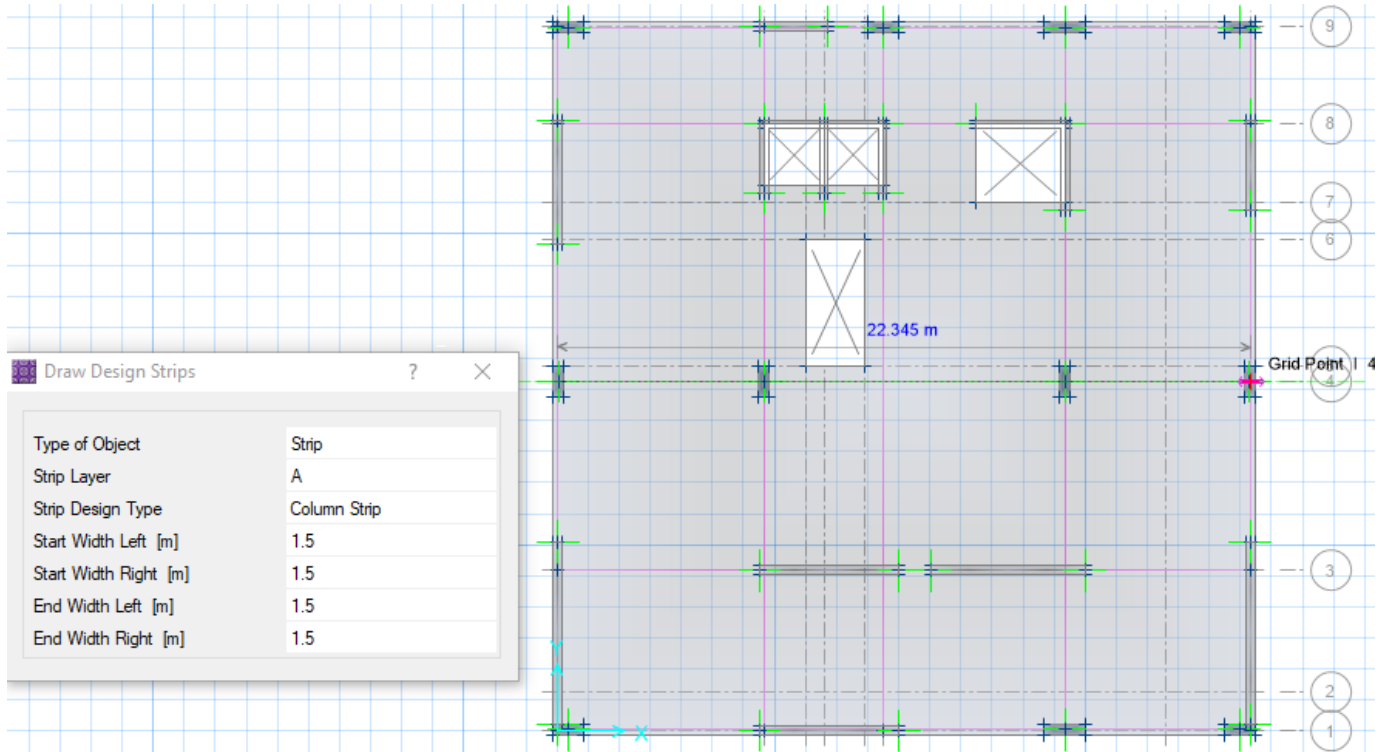 9
8
7
6
22.345 m
Grid Point I 4
4
Draw Design Strips ? ×
Type of Object Strip
Strip Layer A
Strip Design Type Column Strip
Start Width Left [m] 1.5
Start Width Right [m] 1.5
End Width Left [m] 1.5
End Width Right [m] 1.5
3
Y
2
X
1